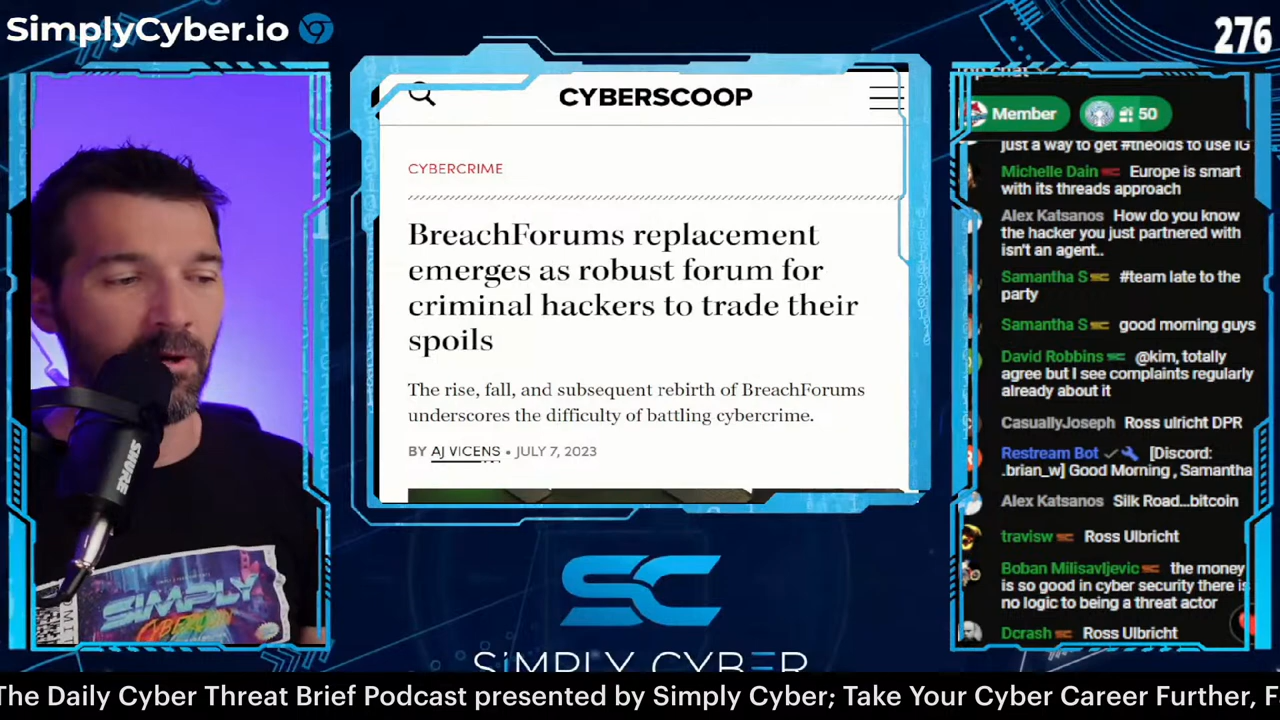 SimplyCyber.io
276
CYBERSCOOP
CYBERCRIME
BreachForums replacement
emerges as robust forum for
criminal hackers to trade their
spoils
The rise, fall, and subsequent rebirth of BreachForums
underscores the difficulty of battling cybercrime.
BY AJ VICENS • JULY 7, 2023
Member
50
just a way to get #theolds to use IG
Michelle Dain Europe is smart
with its threads approach
Alex Katsanos How do you know
the hacker you just partnered with
isn't an agent..
Samantha S #team late to the
party
Samantha S good morning guys
David Robbins @kim, totally
agree but I see complaints regularly
already about it
CasuallyJoseph Ross ulricht DPR
Restream Bot [Discord:
.brian_w] Good Morning , Samantha
Alex Katsanos Silk Road...bitcoin
travisw Ross Ulbricht
Boban Milisavljevic the money
is so good in cyber security there is
no logic to being a threat actor
Dcrash Ross Ulbricht
SHURE
SIMPLY
SC
SIMPLY CYBER
The Daily Cyber Threat Brief Podcast presented by Simply Cyber; Take Your Cyber Career Further, F